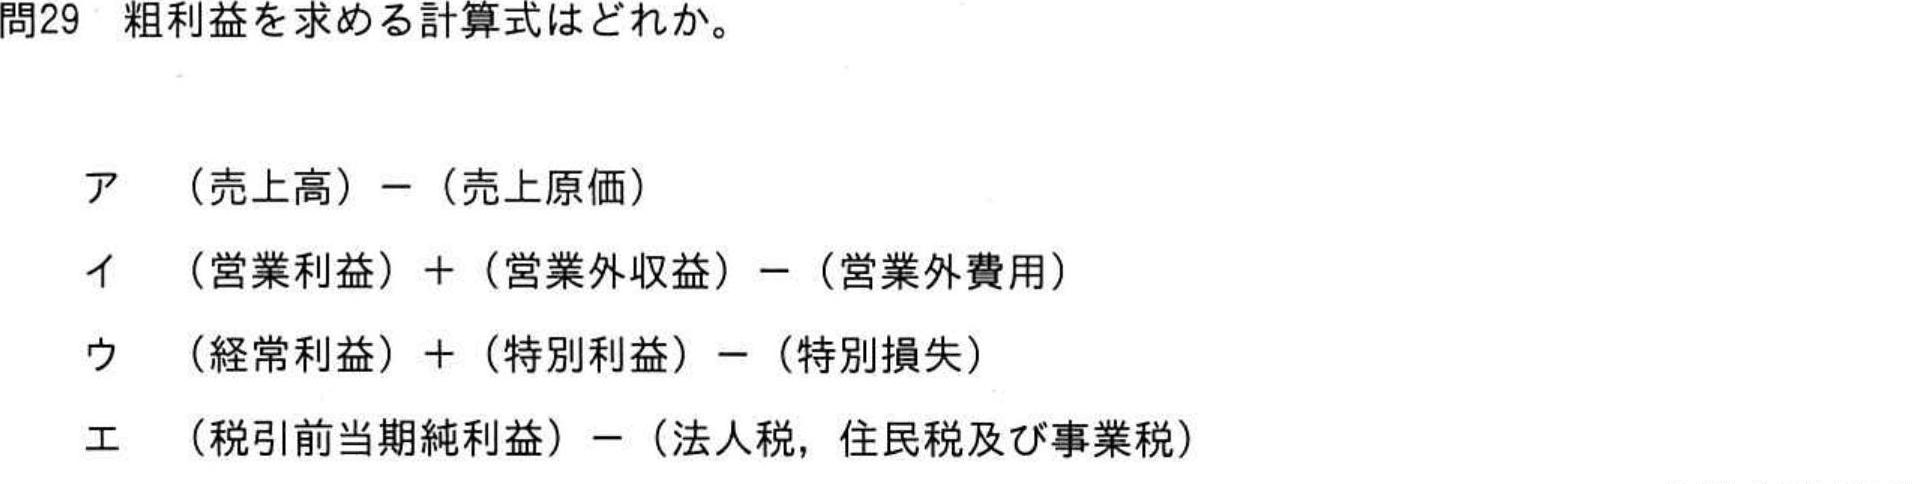 問29 粗利益を求める計算式はどれか。
ア (売上高) － (売上原価)
イ (営業利益) ＋ (営業外収益) － (営業外費用)
ウ (経常利益) ＋ (特別利益) － (特別損失)
エ (税引前当期純利益) － (法人税，住民税及び事業税)